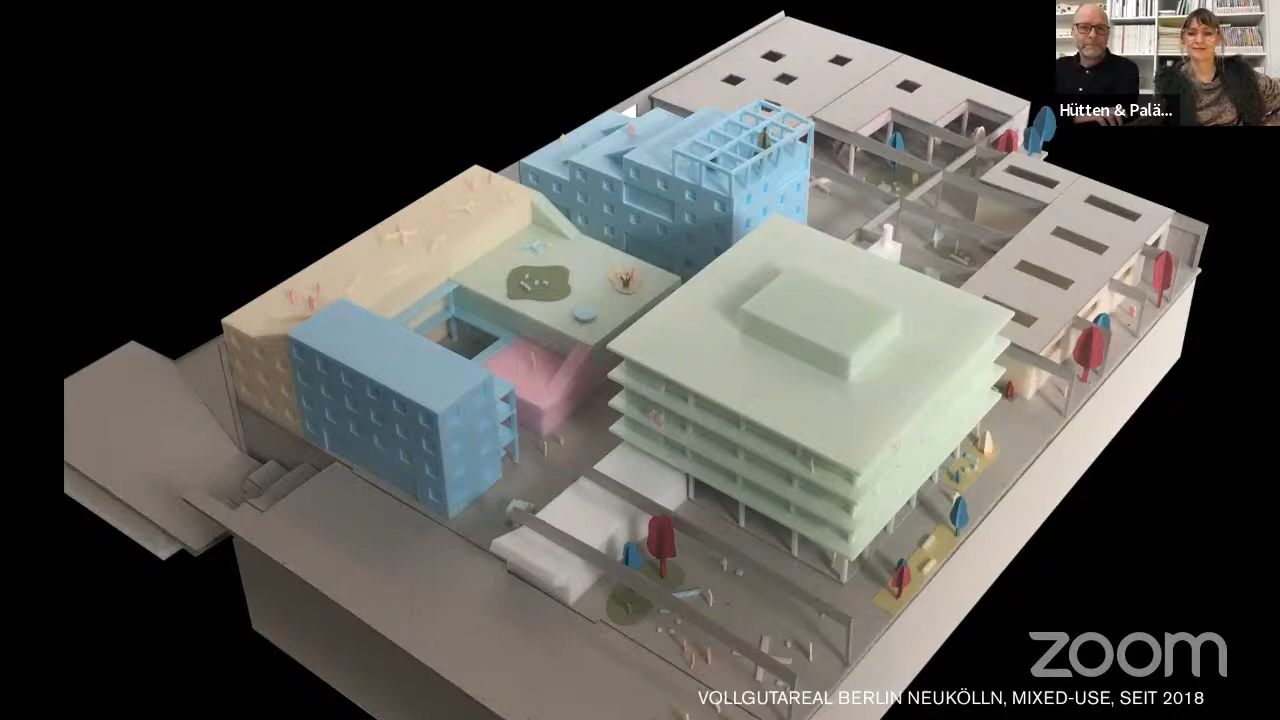 Hütten & Palä...
zoom
VOLLGUTAREAL BERLIN NEUKÖLLN, MIXED-USE, SEIT 2018